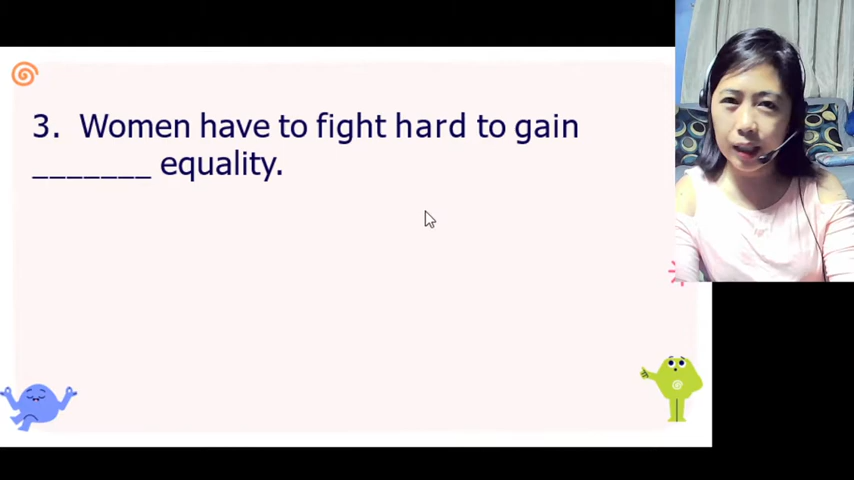 3. Women have to fight hard to gain
_______ equality.